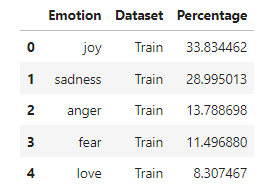 Emotion Dataset Percentage
0 joy Train 33.834462
1 sadness Train 28.995013
2 anger Train 13.788698
3 fear Train 11.496880
4 love Train 8.307467